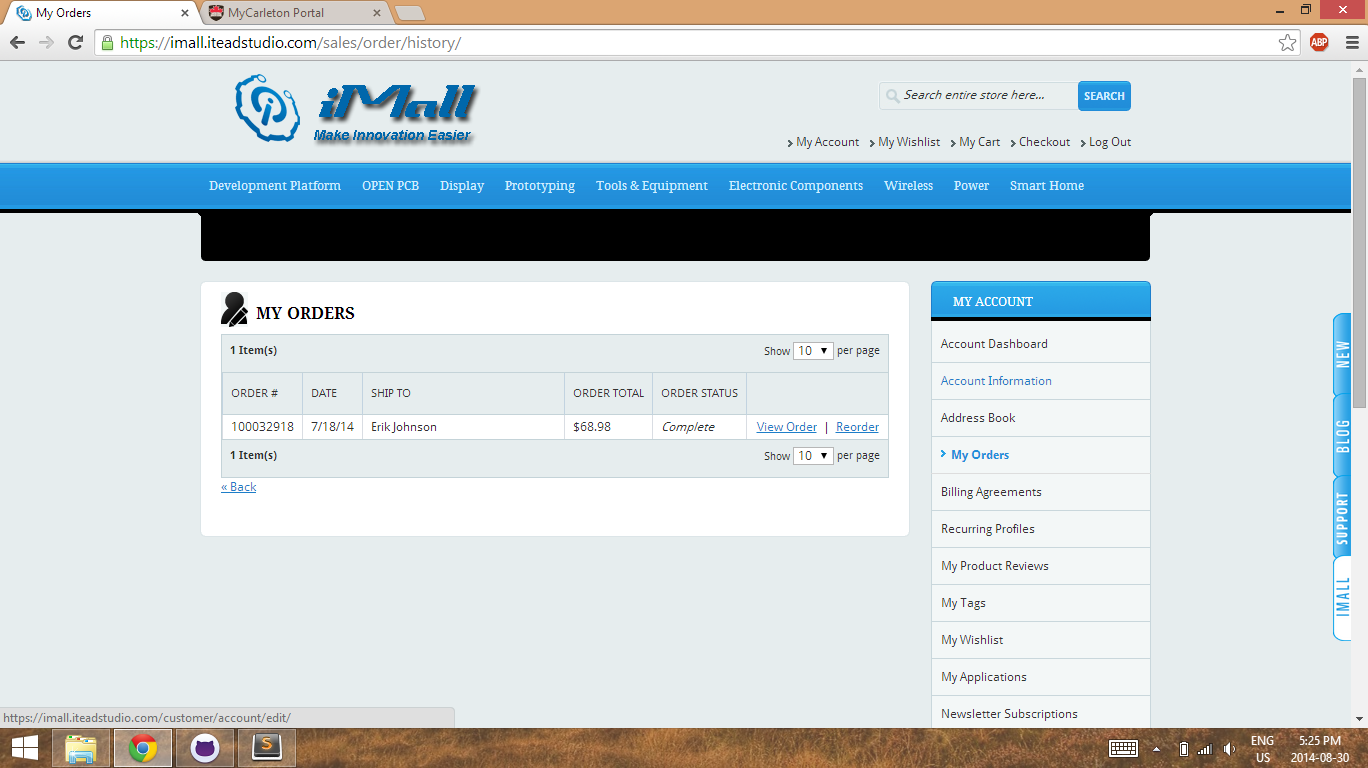 My Orders
MyCarleton Portal
https://imall.iteadstudio.com/sales/order/history/
ABP
iMall
Make Innovation Easier
Search entire store here...
SEARCH
My Account My Wishlist My Cart Checkout Log Out
Development Platform OPEN PCB Display Prototyping Tools & Equipment Electronic Components Wireless Power Smart Home
MY ORDERS
1 Item(s)
Show 10 per page
ORDER # DATE SHIP TO ORDER TOTAL ORDER STATUS
100032918 7/18/14 Erik Johnson $68.98 Complete View Order | Reorder
1 Item(s)
Show 10 per page
« Back
MY ACCOUNT
Account Dashboard
Account Information
Address Book
My Orders
Billing Agreements
Recurring Profiles
My Product Reviews
My Tags
My Wishlist
My Applications
Newsletter Subscriptions
NEW
BLOG
SUPPORT
IMALL
https://imall.iteadstudio.com/customer/account/edit/
S
ENG
US
5:25 PM
2014-08-30